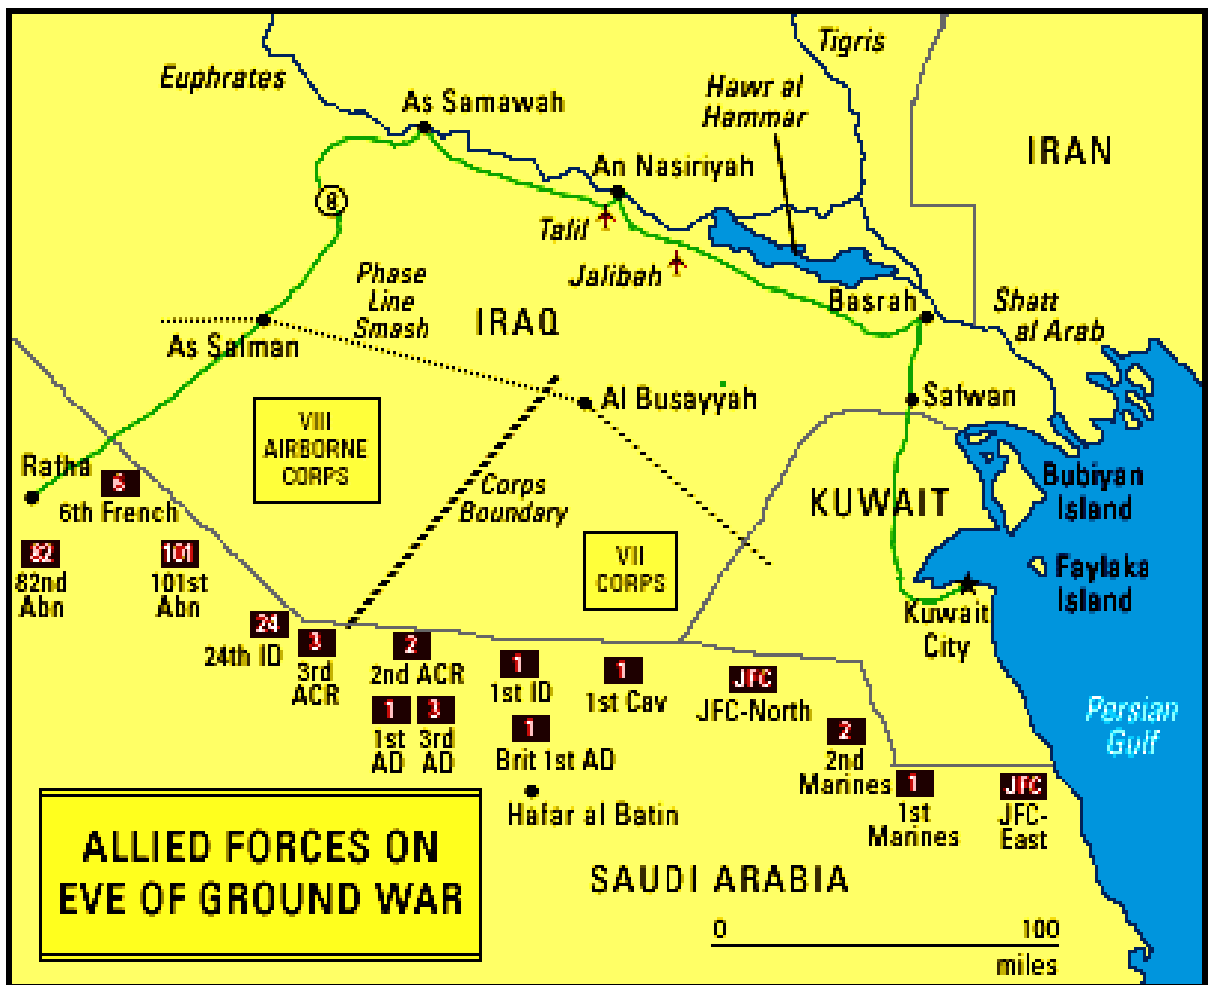 Tigris
Euphrates
Hawr al
Hammar
As Samawah
IRAN
An Nasiriyah
8
Talil
Jalibah
Phase
Line
Smash
IRAQ
Basrah
Shatt
al Arab
As Salman
Al Busayyah
Safwan
VIII
AIRBORNE
CORPS
Rafha
6
6th French
Corps
Boundary
KUWAIT
Bubiyan
Island
82
82nd
Abn
101
101st
Abn
VII
CORPS
Faylaka
Island
Kuwait
City
24
24th ID
3
3rd
ACR
2
2nd ACR
1
1st ID
1
1st Cav
JFC
JFC-North
1
1st
AD
3
3rd
AD
1
Brit 1st AD
2
2nd
Marines
Persian
Gulf
1
1st
Marines
JFC
JFC-
East
Hafar al Batin
ALLIED FORCES ON
EVE OF GROUND WAR
SAUDI ARABIA
0 100
miles